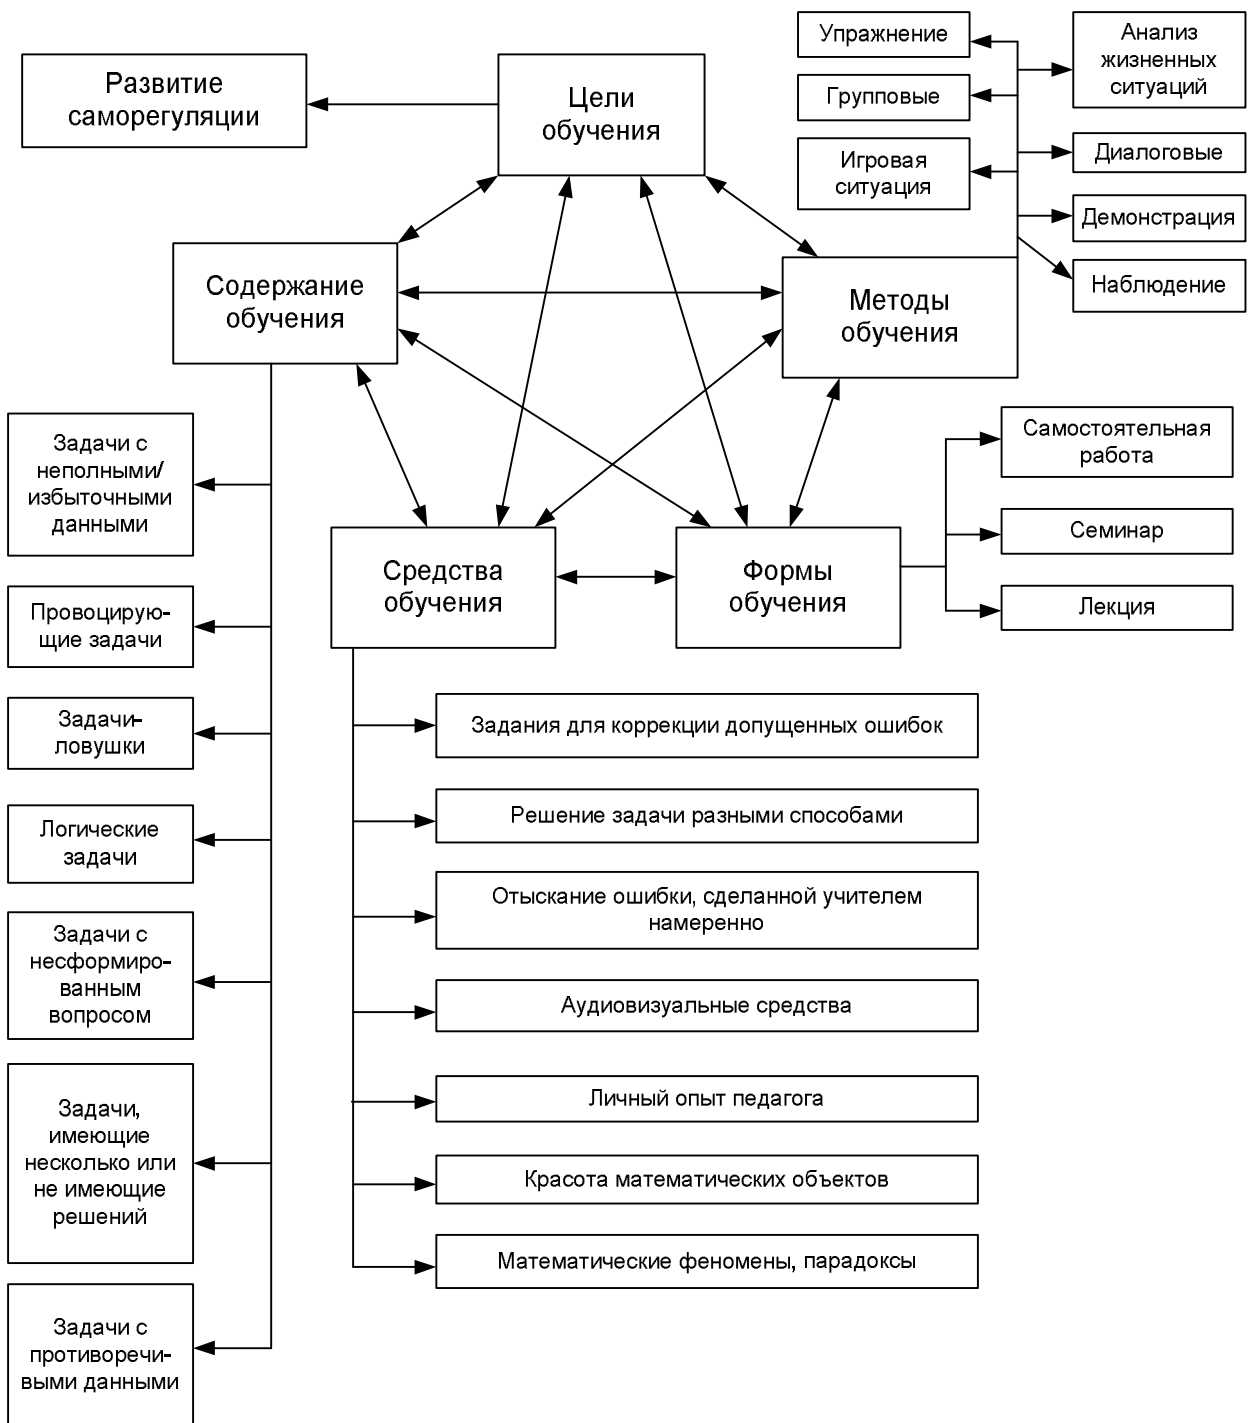 Развитие
саморегуляции
Цели
обучения
Упражнение
Групповые
Игровая
ситуация
Анализ
жизненных
ситуаций
Диалоговые
Демонстрация
Наблюдение
Содержание
обучения
Методы
обучения
Средства
обучения
Формы
обучения
Самостоятельная
работа
Семинар
Лекция
Задачи с
неполными/
избыточными
данными
Провоцирую-
щие задачи
Задачи–
ловушки
Логические
задачи
Задачи с
несформиро-
ванным
вопросом
Задачи,
имеющие
несколько или
не имеющие
решений
Задачи с
противоречи-
выми данными
Задания для коррекции допущенных ошибок
Решение задачи разными способами
Отыскание ошибки, сделанной учителем
намеренно
Аудиовизуальные средства
Личный опыт педагога
Красота математических объектов
Математические феномены, парадоксы